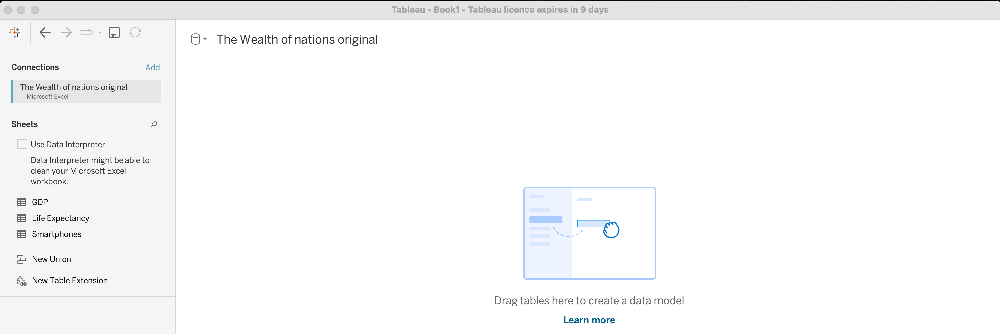 Tableau - Book1 - Tableau licence expires in 9 days
The Wealth of nations original
Connections
Add
The Wealth of nations original
Microsoft Excel
Sheets
Use Data Interpreter
Data Interpreter might be able to
clean your Microsoft Excel
workbook.
GDP
Life Expectancy
Smartphones
New Union
New Table Extension
Drag tables here to create a data model
Learn more